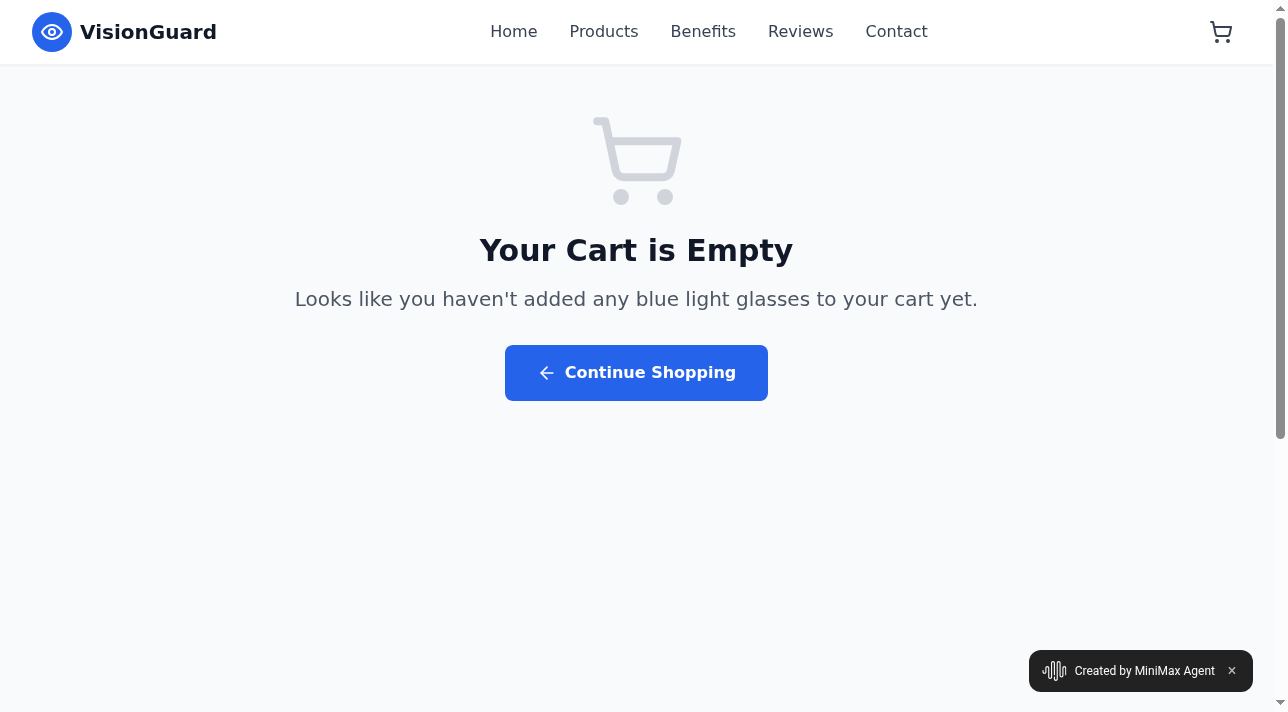 VisionGuard
Home
Products
Benefits
Reviews
Contact
Your Cart is Empty
Looks like you haven't added any blue light glasses to your cart yet.
Continue Shopping
Created by MiniMax Agent